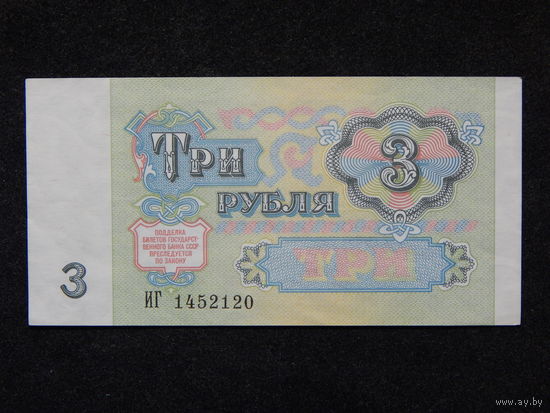 ТРИ
3
РУБЛЯ
ПОДДЕЛКА
БИЛЕТОВ ГОСУДАРСТ-
ВЕННОГО БАНКА СССР
ПРЕСЛЕДУЕТСЯ
ПО ЗАКОНУ
ТРИ
3
ИГ 1452120
www.ay.by